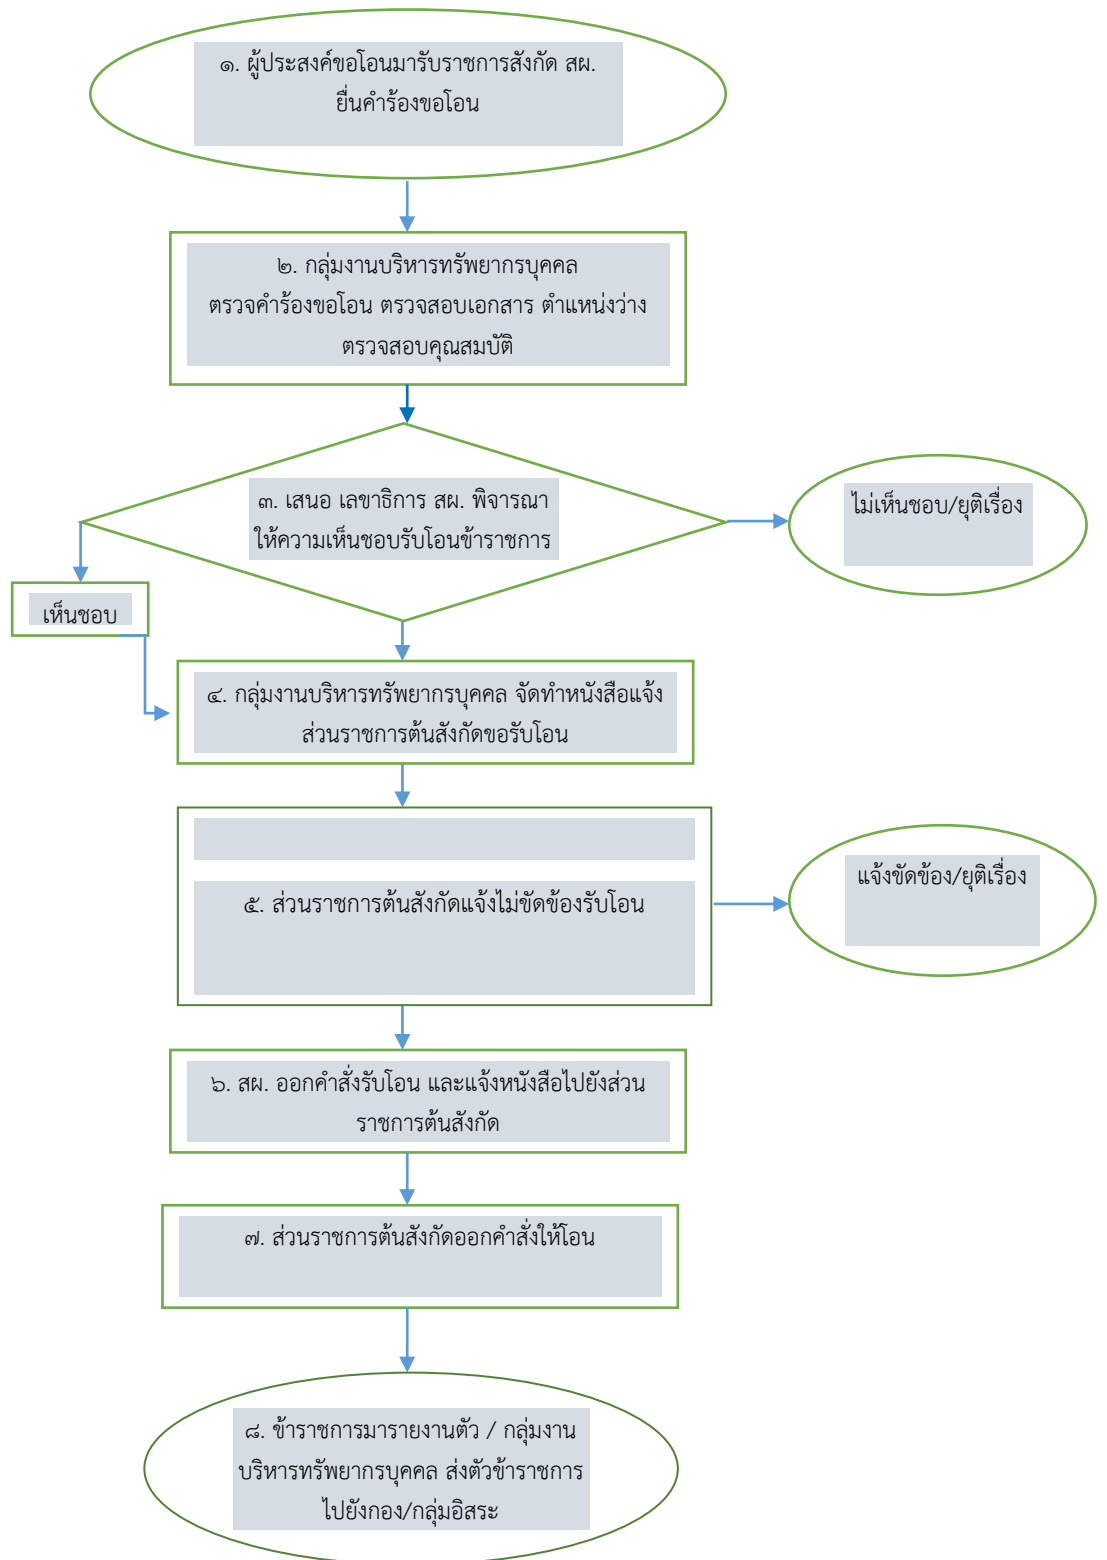 ๑. ผู้ประสงค์ขอโอนมารับราชการสังกัด สผ.
ยื่นคำร้องขอโอน
๒. กลุ่มงานบริหารทรัพยากรบุคคล
ตรวจคำร้องขอโอน ตรวจสอบเอกสาร ตำแหน่งว่าง
ตรวจสอบคุณสมบัติ
๓. เสนอ เลขาธิการ สผ. พิจารณา
ให้ความเห็นชอบรับโอนข้าราชการ
ไม่เห็นชอบ/ยุติเรื่อง
เห็นชอบ
๔. กลุ่มงานบริหารทรัพยากรบุคคล จัดทำหนังสือแจ้ง
ส่วนราชการต้นสังกัดขอรับโอน
๕. ส่วนราชการต้นสังกัดแจ้งไม่ขัดข้องรับโอน
แจ้งขัดข้อง/ยุติเรื่อง
๖. สผ. ออกคำสั่งรับโอน และแจ้งหนังสือไปยังส่วน
ราชการต้นสังกัด
๗. ส่วนราชการต้นสังกัดออกคำสั่งให้โอน
๘. ข้าราชการมารายงานตัว / กลุ่มงาน
บริหารทรัพยากรบุคคล ส่งตัวข้าราชการ
ไปยังกอง/กลุ่มอิสระ